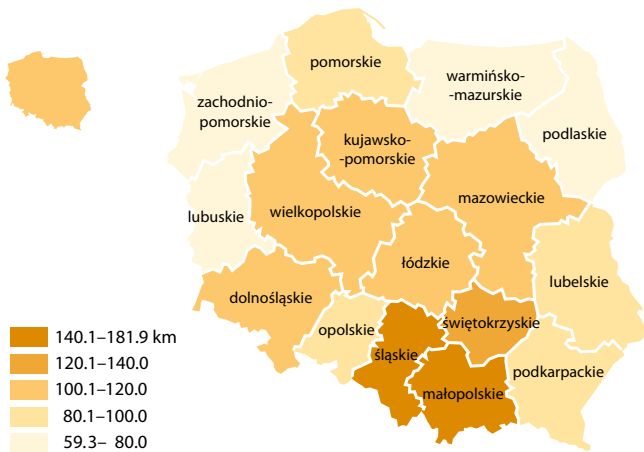 pomorskie
warmińsko-
-mazurskie
zachodnio-
pomorskie
podlaskie
kujawsko-
-pomorskie
mazowieckie
lubuskie
wielkopolskie
łódzkie
lubelskie
dolnośląskie
opolskie
świętokrzyskie
śląskie
podkarpackie
małopolskie
140.1–181.9 km
120.1–140.0
100.1–120.0
80.1–100.0
59.3– 80.0